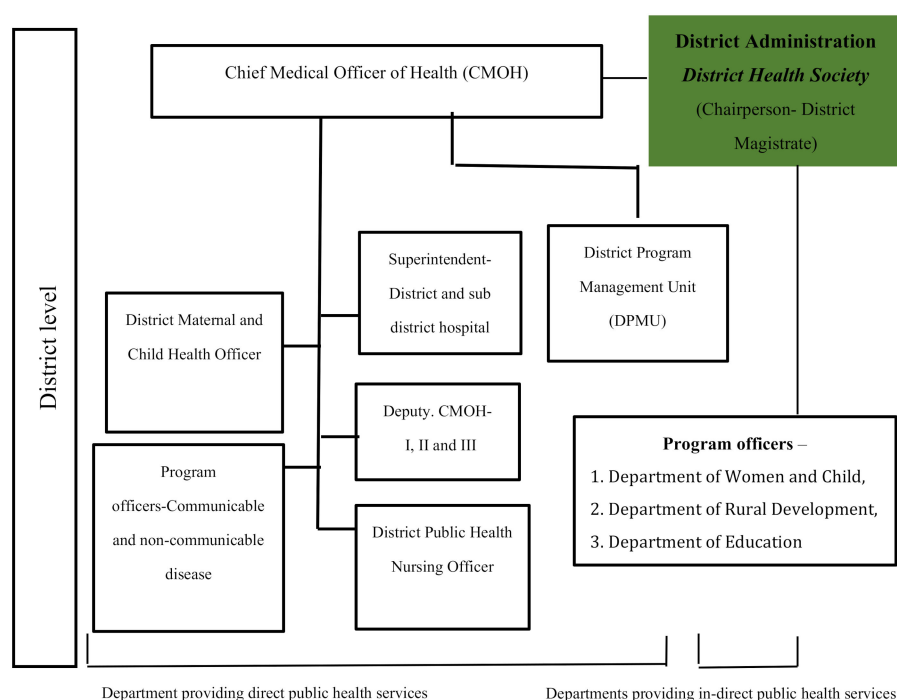 District level
Chief Medical Officer of Health (CMOH)
District Administration
District Health Society
(Chairperson- District
Magistrate)
Superintendent-
District and sub
district hospital
District Program
Management Unit
(DPMU)
District Maternal and
Child Health Officer
Deputy. CMOH-
I, II and III
Program officers –
1. Department of Women and Child,
2. Department of Rural Development,
3. Department of Education
Program
officers-Communicable
and non-communicable
disease
District Public Health
Nursing Officer
Department providing direct public health services
Departments providing in-direct public health services